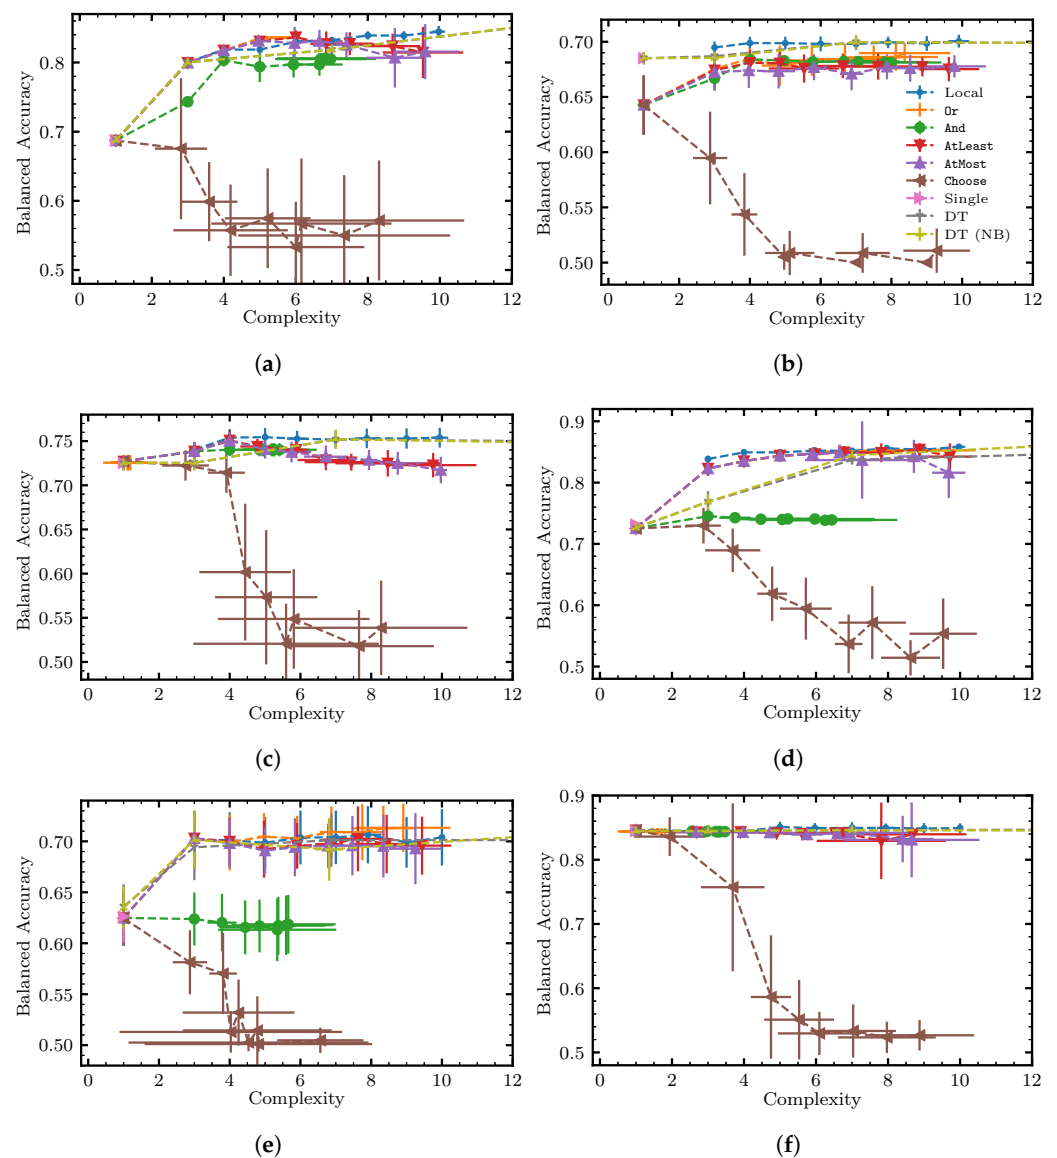 0.8
0.7
0.6
0.5
Balanced Accuracy
0 2 4 6 8 10 12
Complexity
(a)
0.70
0.65
0.60
0.55
0.50
Balanced Accuracy
Local
Or
And
AtLeast
AtMost
Choose
Single
DT
DT (NB)
0 2 4 6 8 10 12
Complexity
(b)
0.75
0.70
0.65
0.60
0.55
0.50
Balanced Accuracy
0 2 4 6 8 10 12
Complexity
(c)
0.9
0.8
0.7
0.6
0.5
Balanced Accuracy
0 2 4 6 8 10 12
Complexity
(d)
0.70
0.65
0.60
0.55
0.50
Balanced Accuracy
0 2 4 6 8 10 12
Complexity
(e)
0.9
0.8
0.7
0.6
0.5
Balanced Accuracy
0 2 4 6 8 10 12
Complexity
(f)